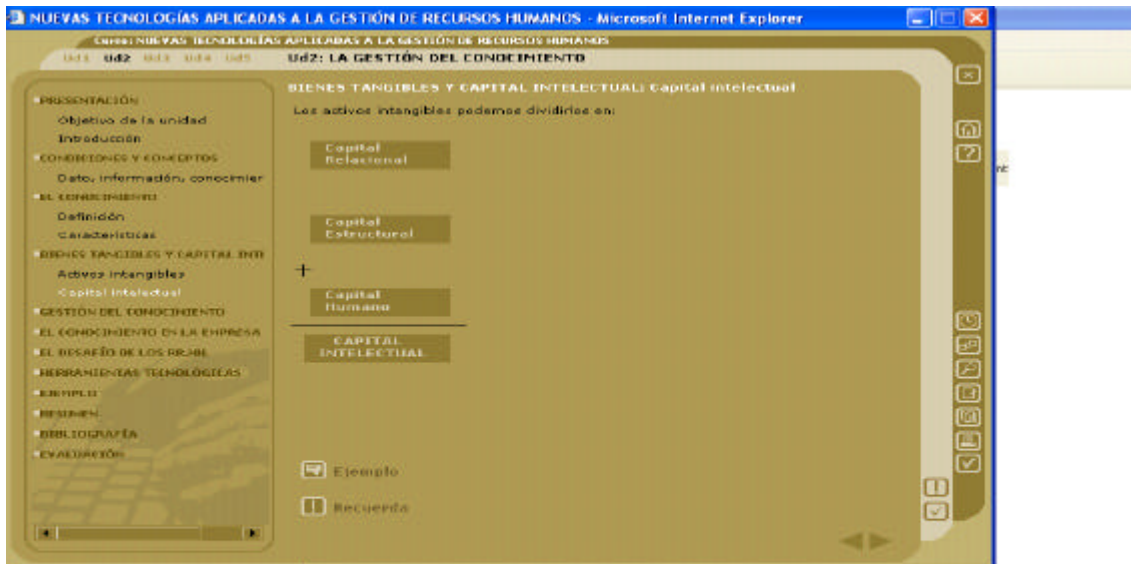 NUEVAS TECNOLOGÍAS APLICADAS A LA GESTIÓN DE RECURSOS HUMANOS - Microsoft Internet Explorer
Curso: NUEVAS TECNOLOGÍAS APLICADAS A LA GESTIÓN DE RECURSOS HUMANOS
Ud1 Ud2 Ud3 Ud4 Ud5 Ud2: LA GESTIÓN DEL CONOCIMIENTO
BIENES TANGIBLES Y CAPITAL INTELECTUAL: Capital intelectual
PRESENTACIÓN
Objetivo de la unidad
Introducción
CONDICIONES Y CONCEPTOS
Dato, información, conocimier
EL CONOCIMIENTO
Definición
Características
BIENES TANGIBLES Y CAPITAL INTE
Activos intangibles
Capital intelectual
GESTIÓN DEL CONOCIMIENTO
EL CONOCIMIENTO EN LA EMPRESA
EL DESAFÍO DE LOS RR.HH.
HERRAMIENTAS TECNOLÓGICAS
EJEMPLO
RESUMEN
BIBLIOGRAFÍA
EVALUACIÓN
Los activos intangibles podemos dividirlos en:
Capital
Relacional
Capital
Estructural
+
Capital
Humano
CAPITAL
INTELECTUAL
Ejemplo
Recuerda